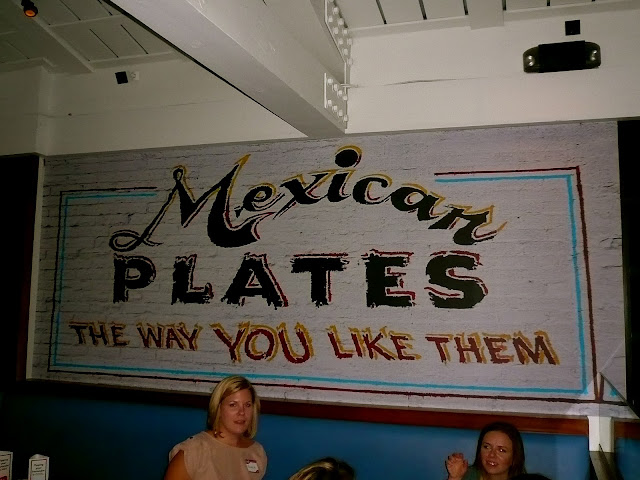 Mexican
PLATES
THE WAY YOU LIKE THEM